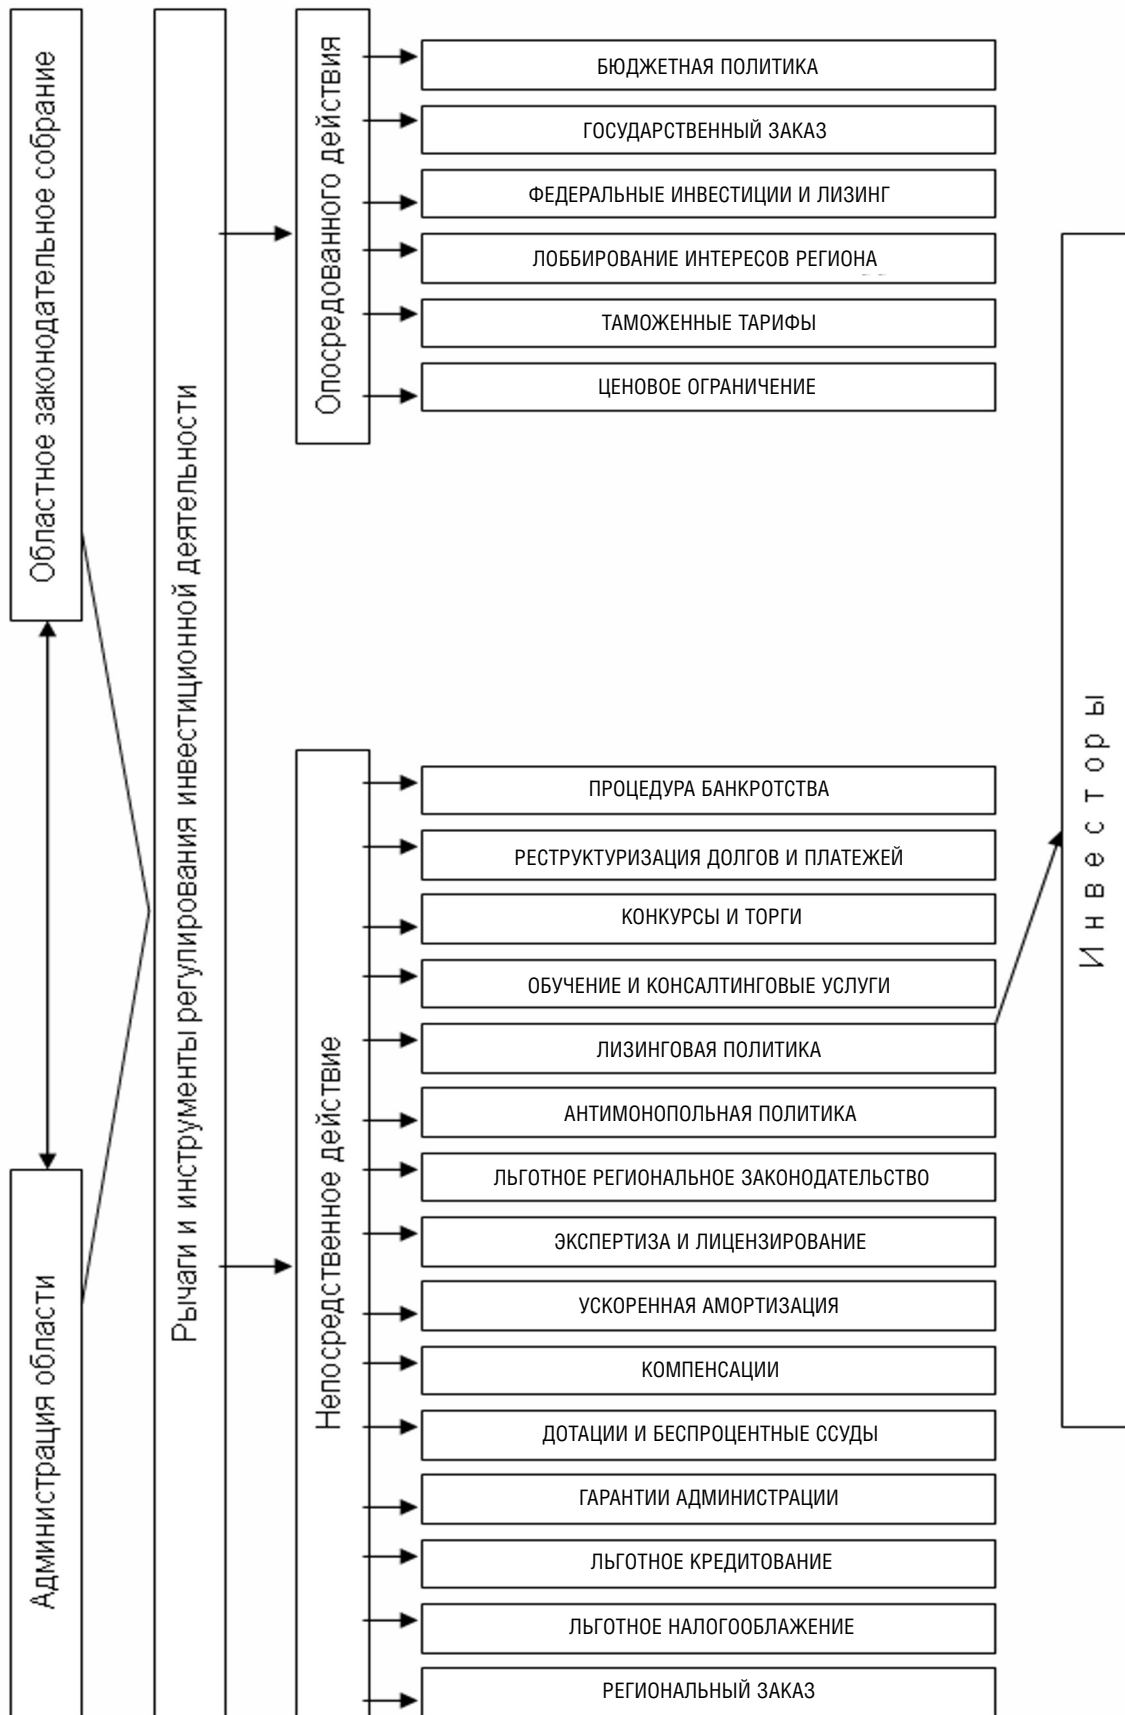 Областное законодательное собрание
Администрация области
Рычаги и инструменты регулирования инвестиционной деятельности
Опосредованного действия
БЮДЖЕТНАЯ ПОЛИТИКА
ГОСУДАРСТВЕННЫЙ ЗАКАЗ
ФЕДЕРАЛЬНЫЕ ИНВЕСТИЦИИ И ЛИЗИНГ
ЛОББИРОВАНИЕ ИНТЕРЕСОВ РЕГИОНА
ТАМОЖЕННЫЕ ТАРИФЫ
ЦЕНОВОЕ ОГРАНИЧЕНИЕ
Непосредственное действие
ПРОЦЕДУРА БАНКРОТСТВА
РЕСТРУКТУРИЗАЦИЯ ДОЛГОВ И ПЛАТЕЖЕЙ
КОНКУРСЫ И ТОРГИ
ОБУЧЕНИЕ И КОНСАЛТИНГОВЫЕ УСЛУГИ
ЛИЗИНГОВАЯ ПОЛИТИКА
АНТИМОНОПОЛЬНАЯ ПОЛИТИКА
ЛЬГОТНОЕ РЕГИОНАЛЬНОЕ ЗАКОНОДАТЕЛЬСТВО
ЭКСПЕРТИЗА И ЛИЦЕНЗИРОВАНИЕ
УСКОРЕННАЯ АМОРТИЗАЦИЯ
КОМПЕНСАЦИИ
ДОТАЦИИ И БЕСПРОЦЕНТНЫЕ ССУДЫ
ГАРАНТИИ АДМИНИСТРАЦИИ
ЛЬГОТНОЕ КРЕДИТОВАНИЕ
ЛЬГОТНОЕ НАЛОГООБЛАЖЕНИЕ
РЕГИОНАЛЬНЫЙ ЗАКАЗ
Инвесторы